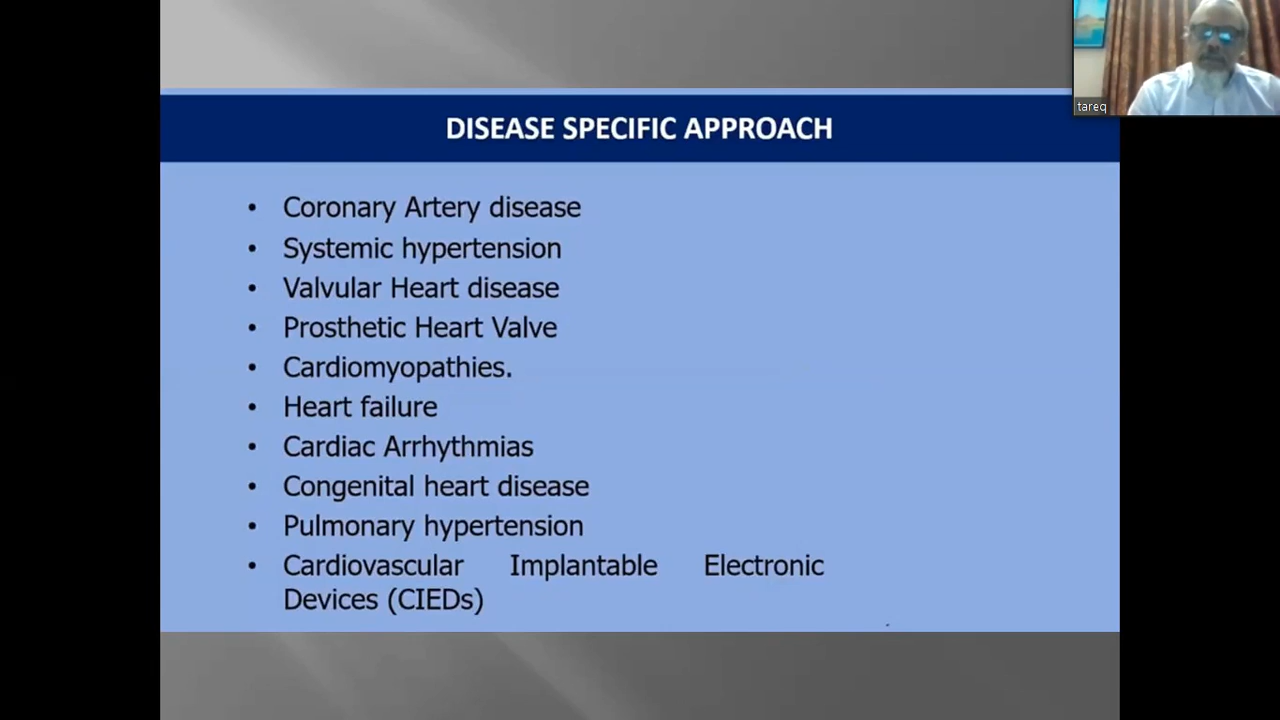 DISEASE SPECIFIC APPROACH
• Coronary Artery disease
• Systemic hypertension
• Valvular Heart disease
• Prosthetic Heart Valve
• Cardiomyopathies.
• Heart failure
• Cardiac Arrhythmias
• Congenital heart disease
• Pulmonary hypertension
• Cardiovascular Implantable Electronic
Devices (CIEDs)
tareq